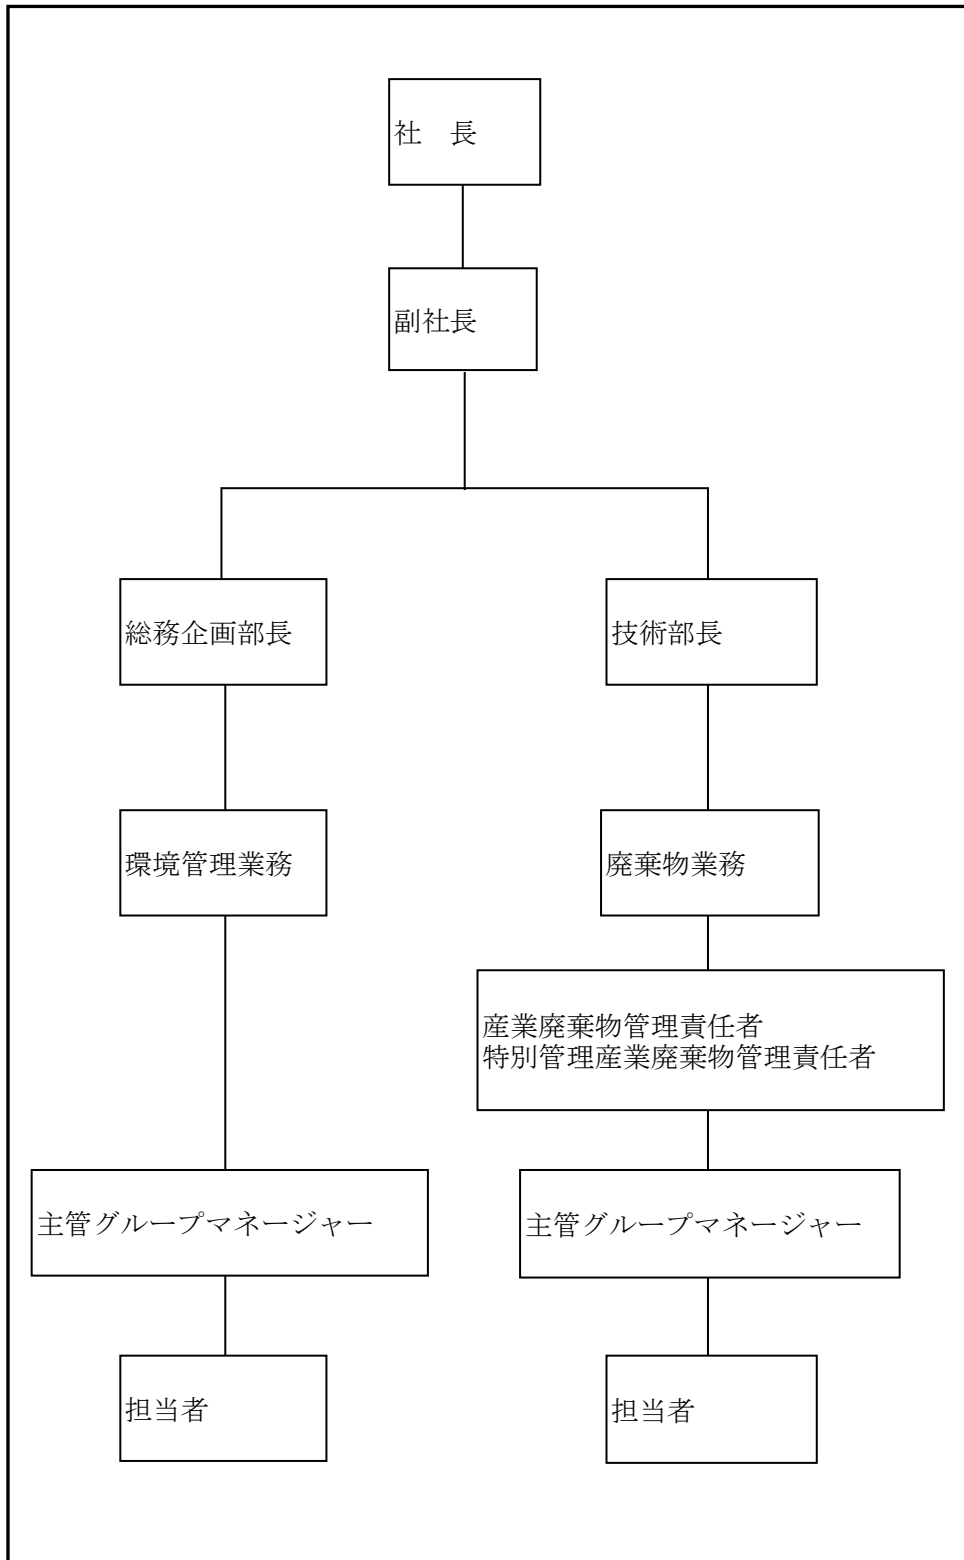 社　長
副社長
総務企画部長
技術部長
環境管理業務
廃棄物業務
産業廃棄物管理責任者
特別管理産業廃棄物管理責任者
主管グループマネージャー
主管グループマネージャー
担当者
担当者